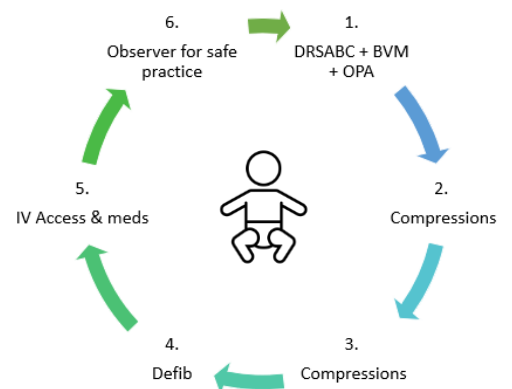 1.
DRSABC + BVM
+ OPA
2.
Compressions
3.
Compressions
4.
Defib
5.
IV Access & meds
6.
Observer for safe
practice